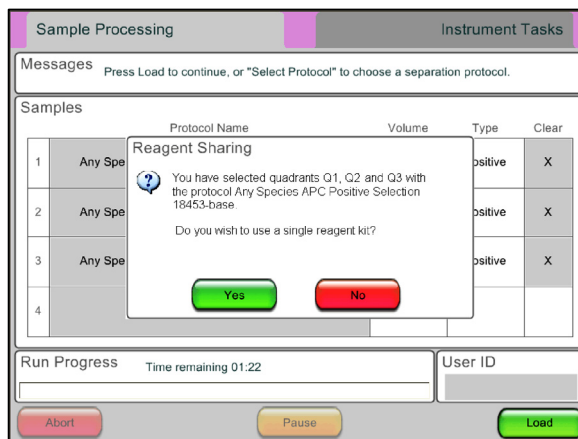 Sample Processing
Instrument Tasks
Messages
Press Load to continue, or "Select Protocol" to choose a separation protocol.
Samples
Protocol Name Volume Type Clear
Reagent Sharing
You have selected quadrants Q1, Q2 and Q3 with
the protocol Any Species APC Positive Selection
18453-base.
Do you wish to use a single reagent kit?
Yes No
1 Any Spe ositive X
2 Any Spe ositive X
3 Any Spe ositive X
4
Run Progress
Time remaining 01:22
User ID
Abort Pause Load